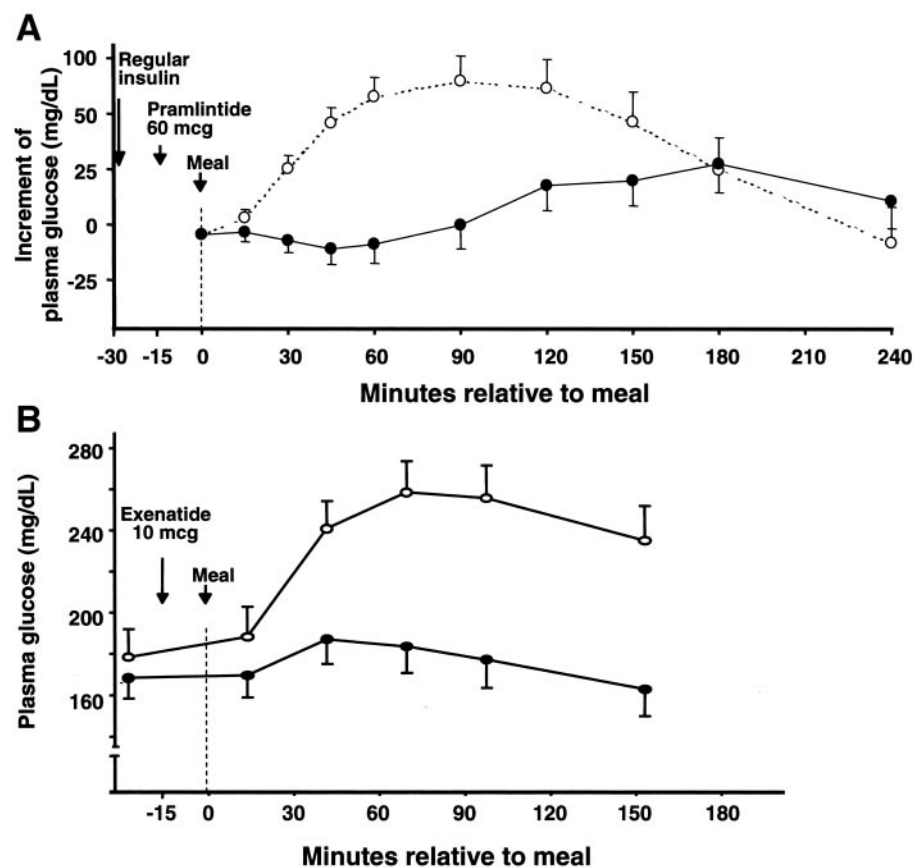 A
Increment of
plasma glucose (mg/dL)
100
50
25
0
-25
Regular
insulin
Pramlintide
60 mcg
Meal
-30 -15 0 30 60 90 120 150 180 210 240
Minutes relative to meal
B
Plasma glucose (mg/dL)
280
240
200
160
Exenatide
10 mcg
Meal
-15 0 30 60 90 120 150 180
Minutes relative to meal